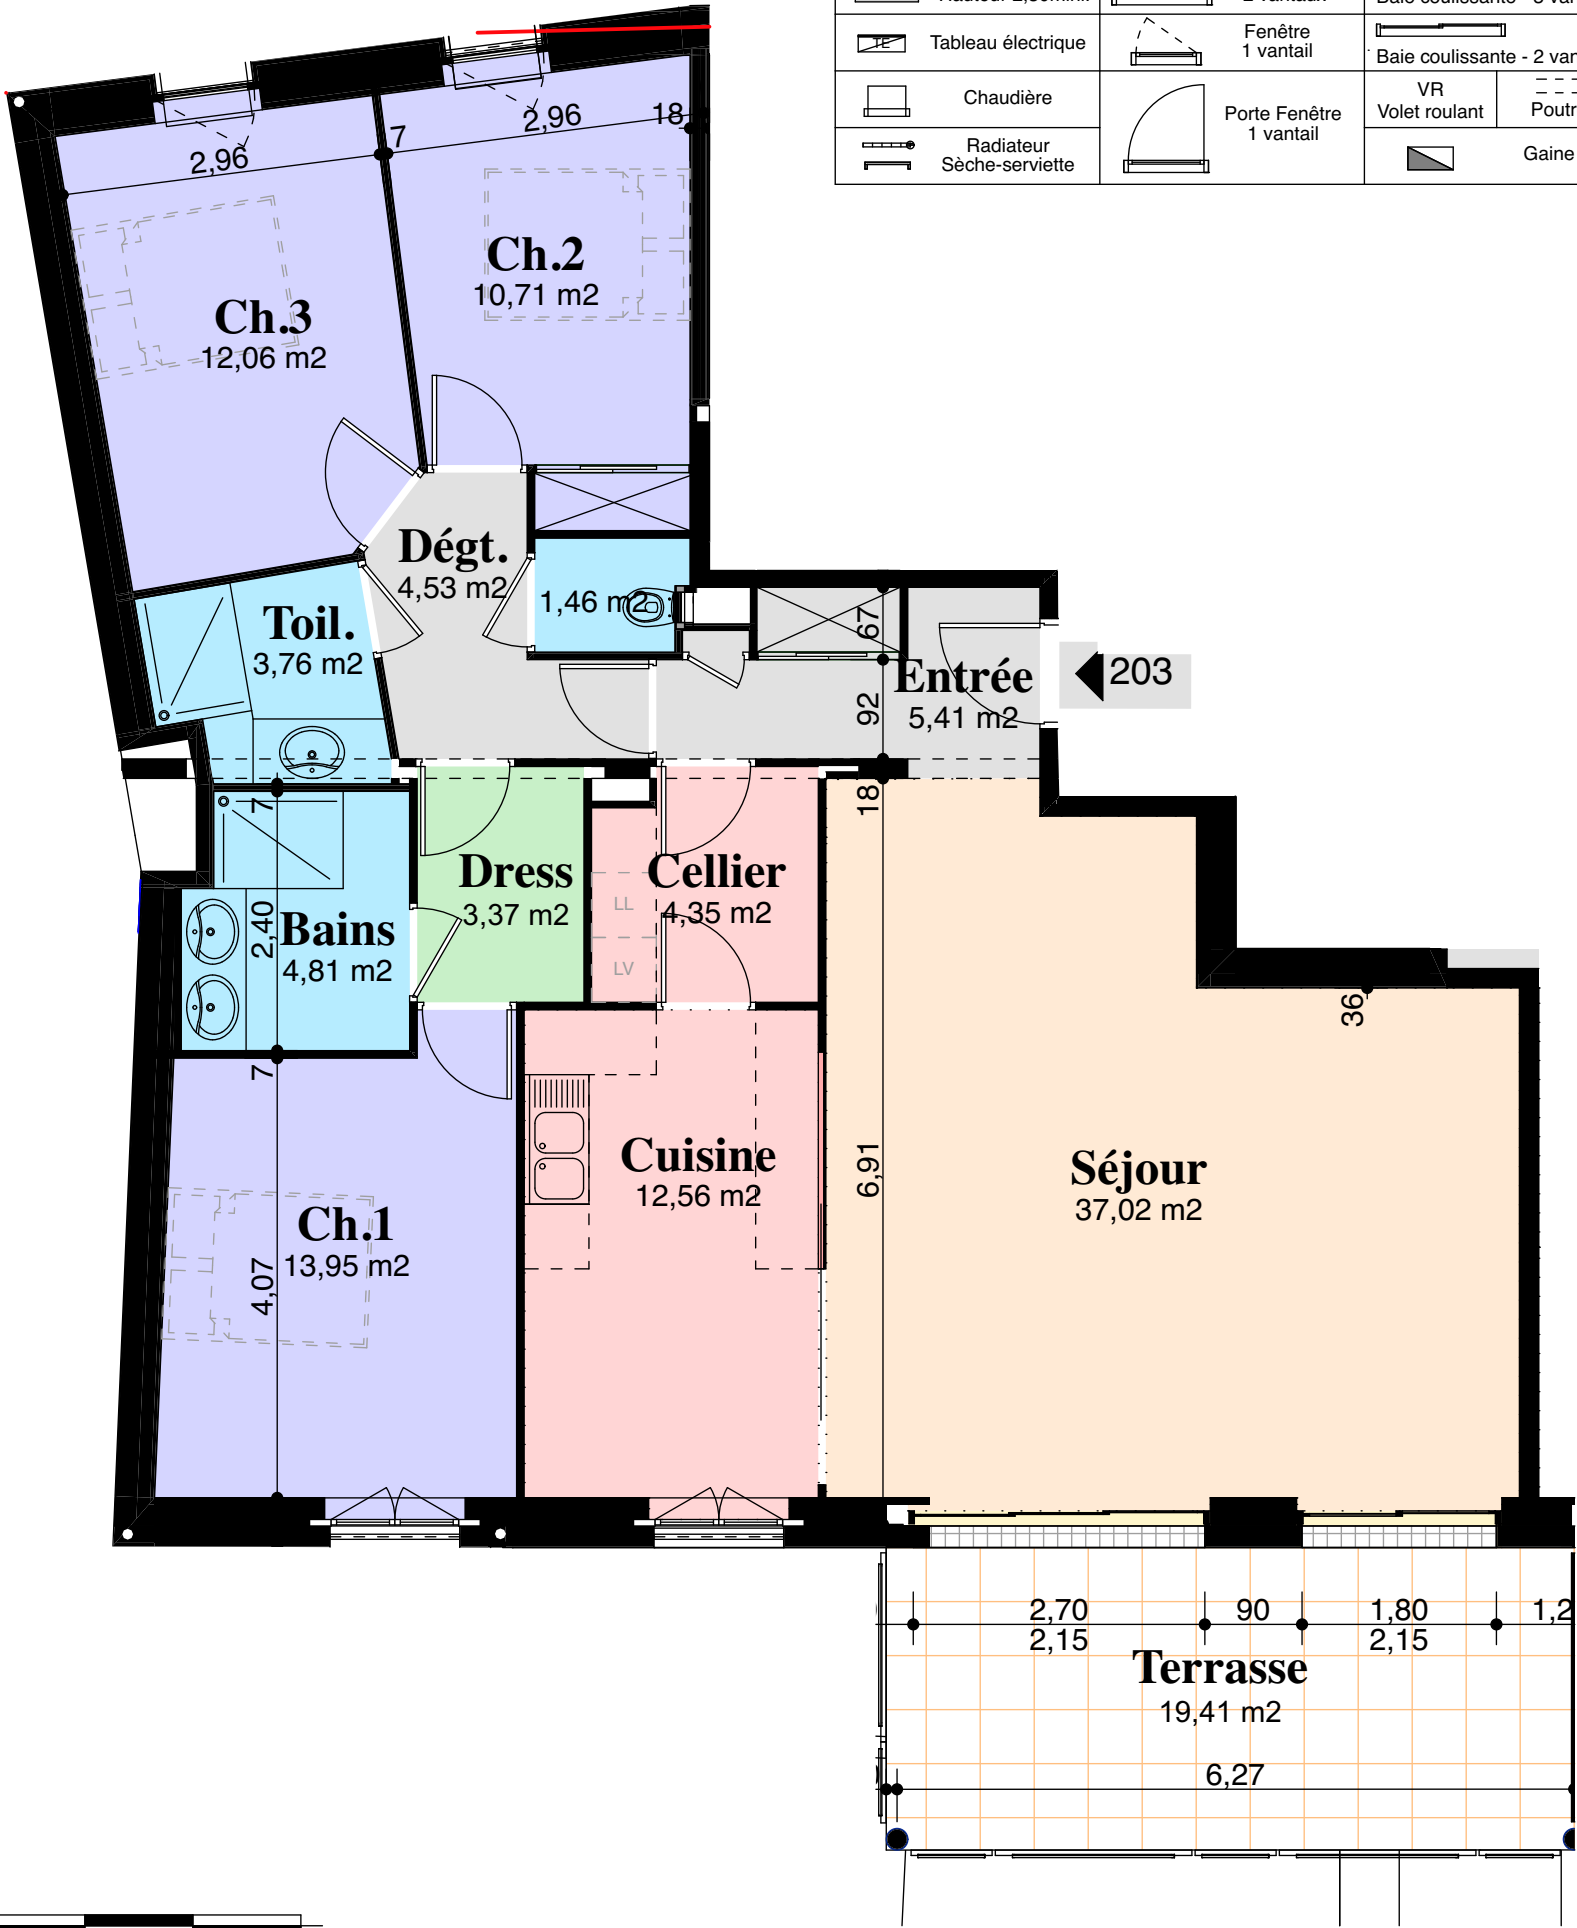 2 vantaux
TE
Tableau électrique
Fenêtre
1 vantail
Baie coulissante - 2
Chaudière
Porte Fenêtre
1 vantail
VR
Volet roulant
Radiateur
Sèche-serviette
Gaine
2,96
7
2,96
18
Ch.2
10,71 m2
Ch.3
12,06 m2
Dégt.
4,53 m2
1,46 m2
67
Toil.
3,76 m2
Entrée
5,41 m2
203
92
18
7
Dress
3,37 m2
Cellier
4,35 m2
LL
LV
2,40
Bains
4,81 m2
36
7
Cuisine
12,56 m2
6,91
Séjour
37,02 m2
Ch.1
13,95 m2
4,07
2,70
2,15
90
1,80
2,15
1,2
Terrasse
19,41 m2
6,27